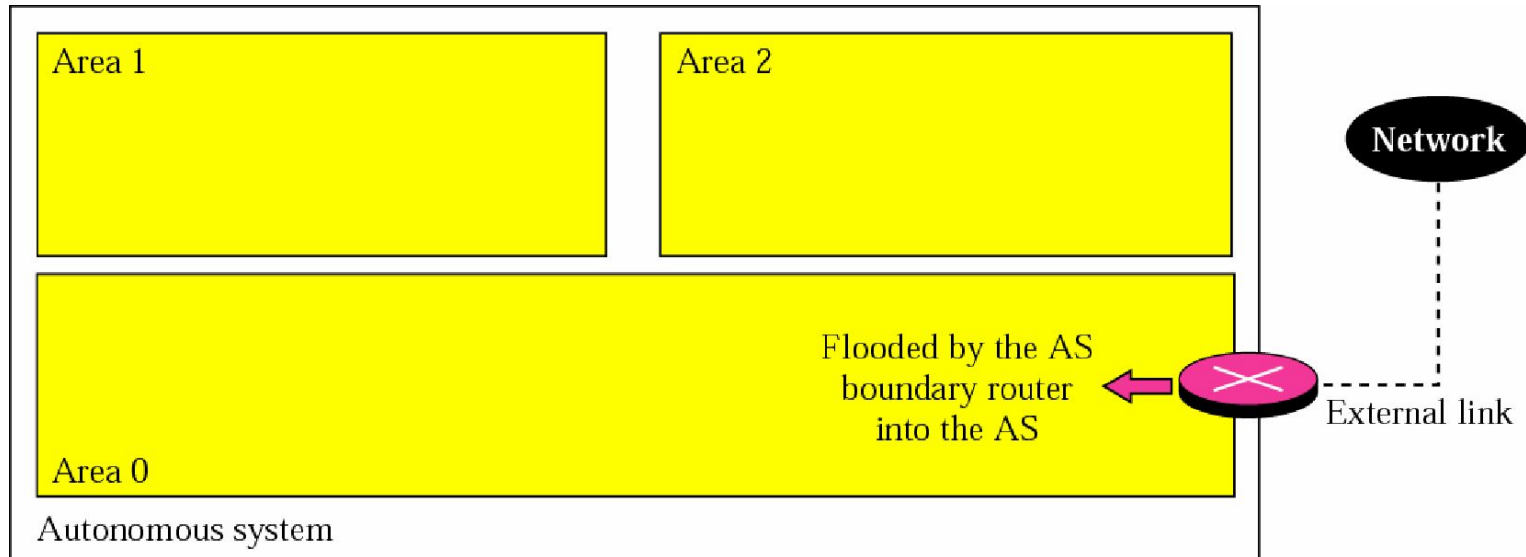 Area 1
Area 2
Network
Flooded by the AS
boundary router
into the AS
External link
Area 0
Autonomous system